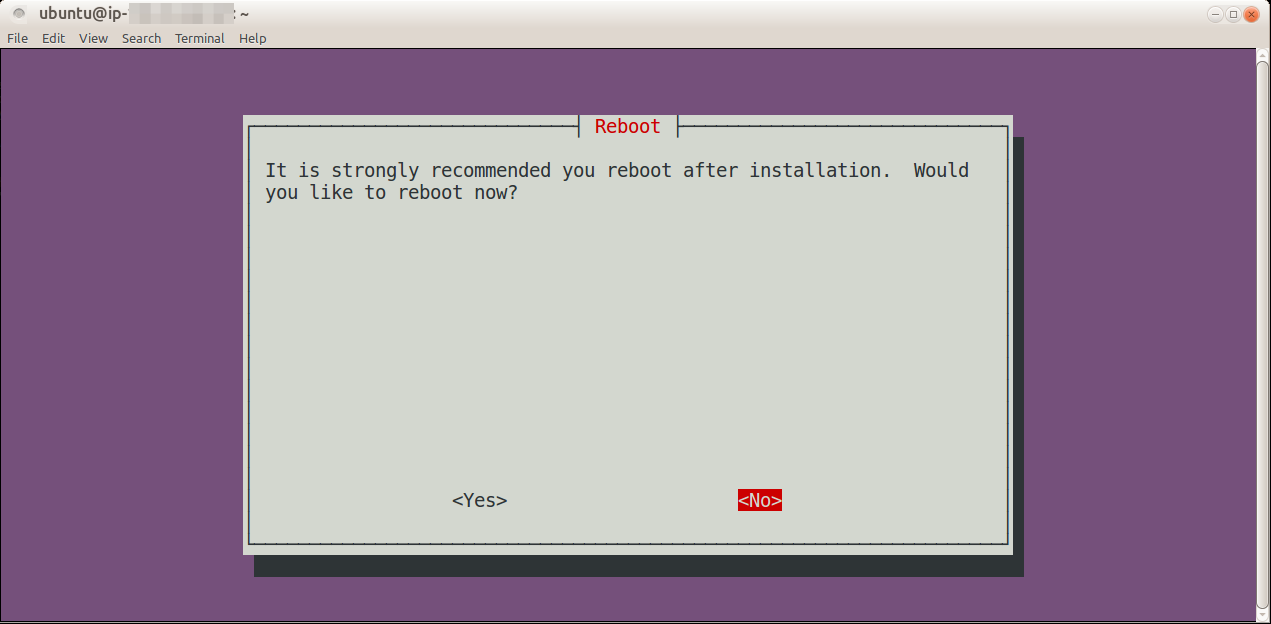 ubuntu@ip- : ~
File Edit View Search Terminal Help
Reboot
It is strongly recommended you reboot after installation.  Would
you like to reboot now?
<Yes> <No>